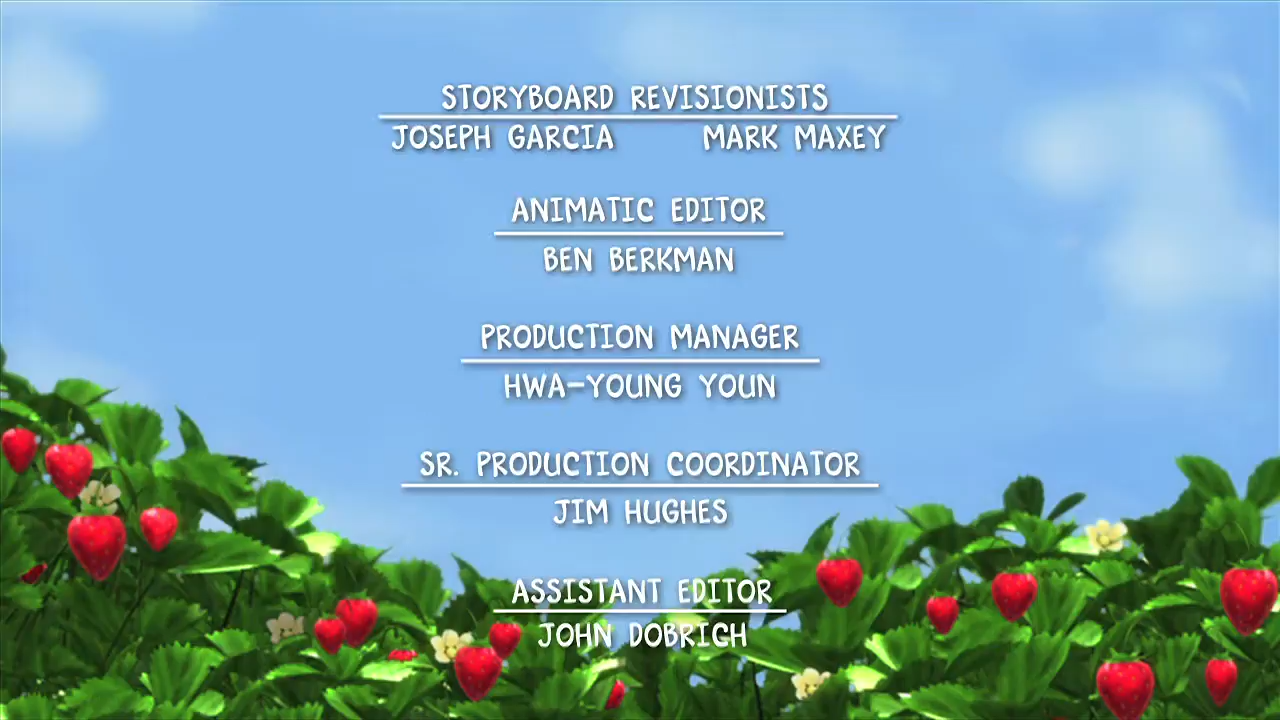 STORYBOARD REVISIONISTS
JOSEPH GARCIA MARK MAXEY
ANIMATIC EDITOR
BEN BERKMAN
PRODUCTION MANAGER
HWA-YOUNG YOUN
SR. PRODUCTION COORDINATOR
JIM HUGHES
ASSISTANT EDITOR
JOHN DOBRICH